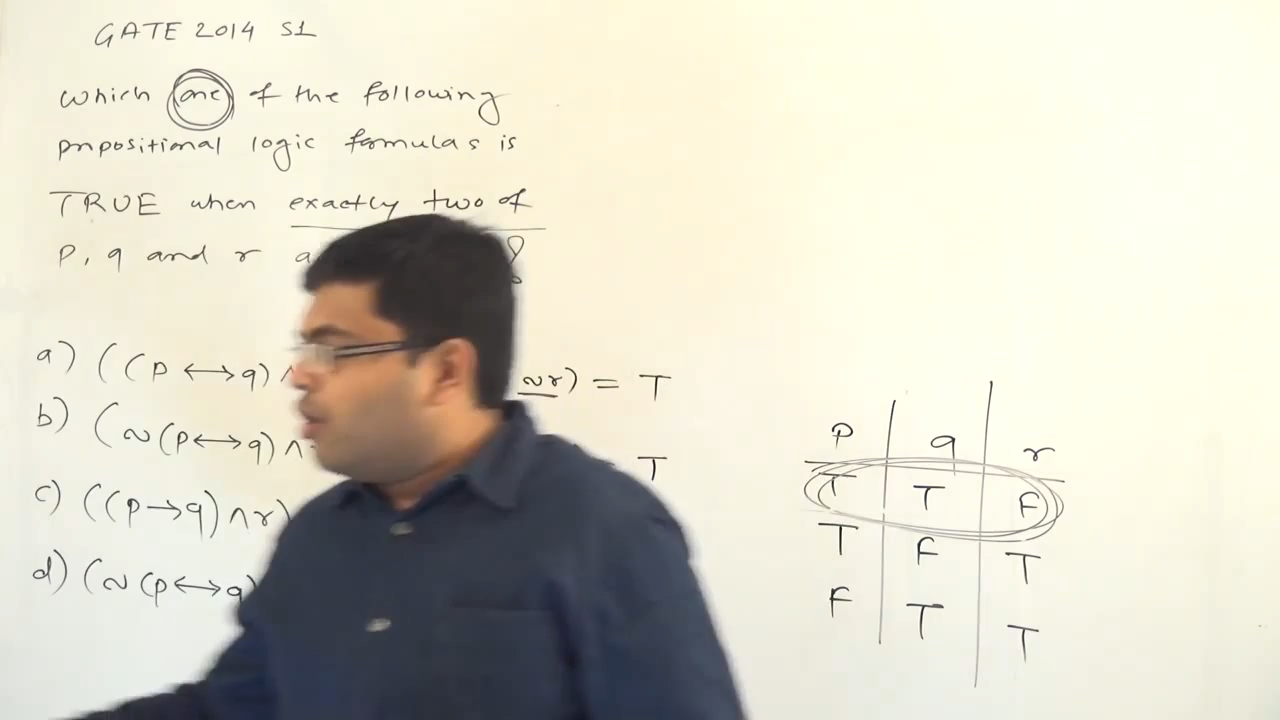 GATE 2014 S1
Which one of the following
propositional logic formulas is
TRUE when exactly two of
P, q and r
?
a) ((p ↔ q) ∧ ~r) = T
b) (~(p ↔ q) ∧ = T
c) ((p → q) ∧ r)
d) (~(p ↔ q)
p q r
T T F
T F T
F T T